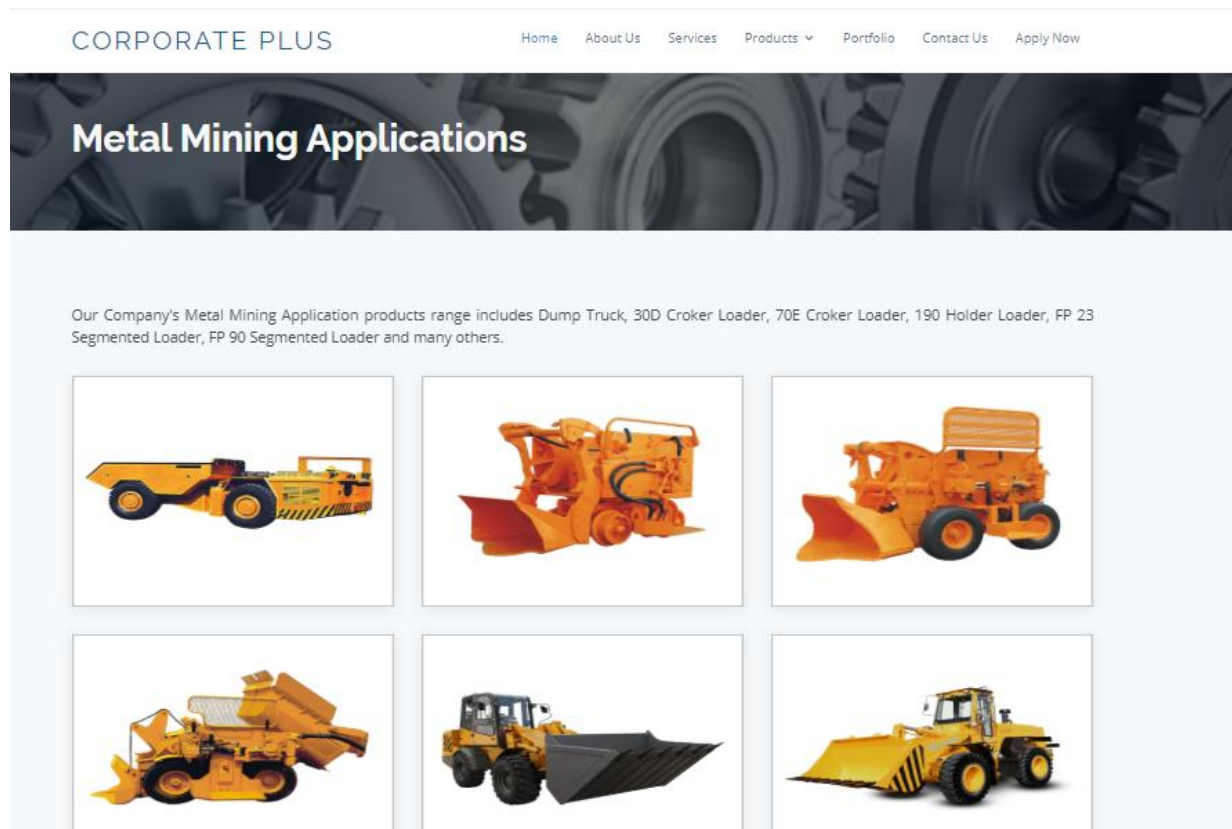 CORPORATE PLUS
Home About Us Services Products Portfolio Contact Us Apply Now
Metal Mining Applications
Our Company's Metal Mining Application products range includes Dump Truck, 30D Croker Loader, 70E Croker Loader, 190 Holder Loader, FP 23
Segmented Loader, FP 90 Segmented Loader and many others.